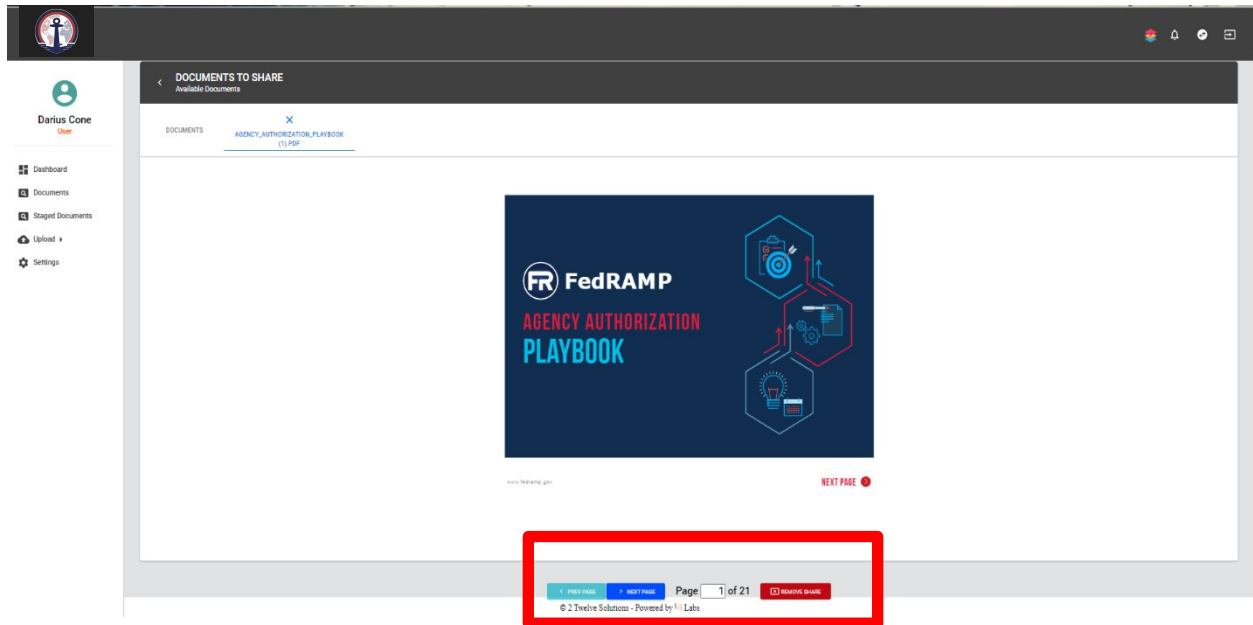 DOCUMENTS TO SHARE
Available Documents
Darius Cone
User
Dashboard
Documents
Staged Documents
Upload
Settings
DOCUMENTS
AGENCY_AUTHORIZATION_PLAYBOOK
(1).PDF
FR FedRAMP
AGENCY AUTHORIZATION
PLAYBOOK
www.fedramp.gov
NEXT PAGE
< PREV PAGE > NEXT PAGE Page 1 of 21 REMOVE SHARE
© 2 Twelve Solutions - Powered by Labs